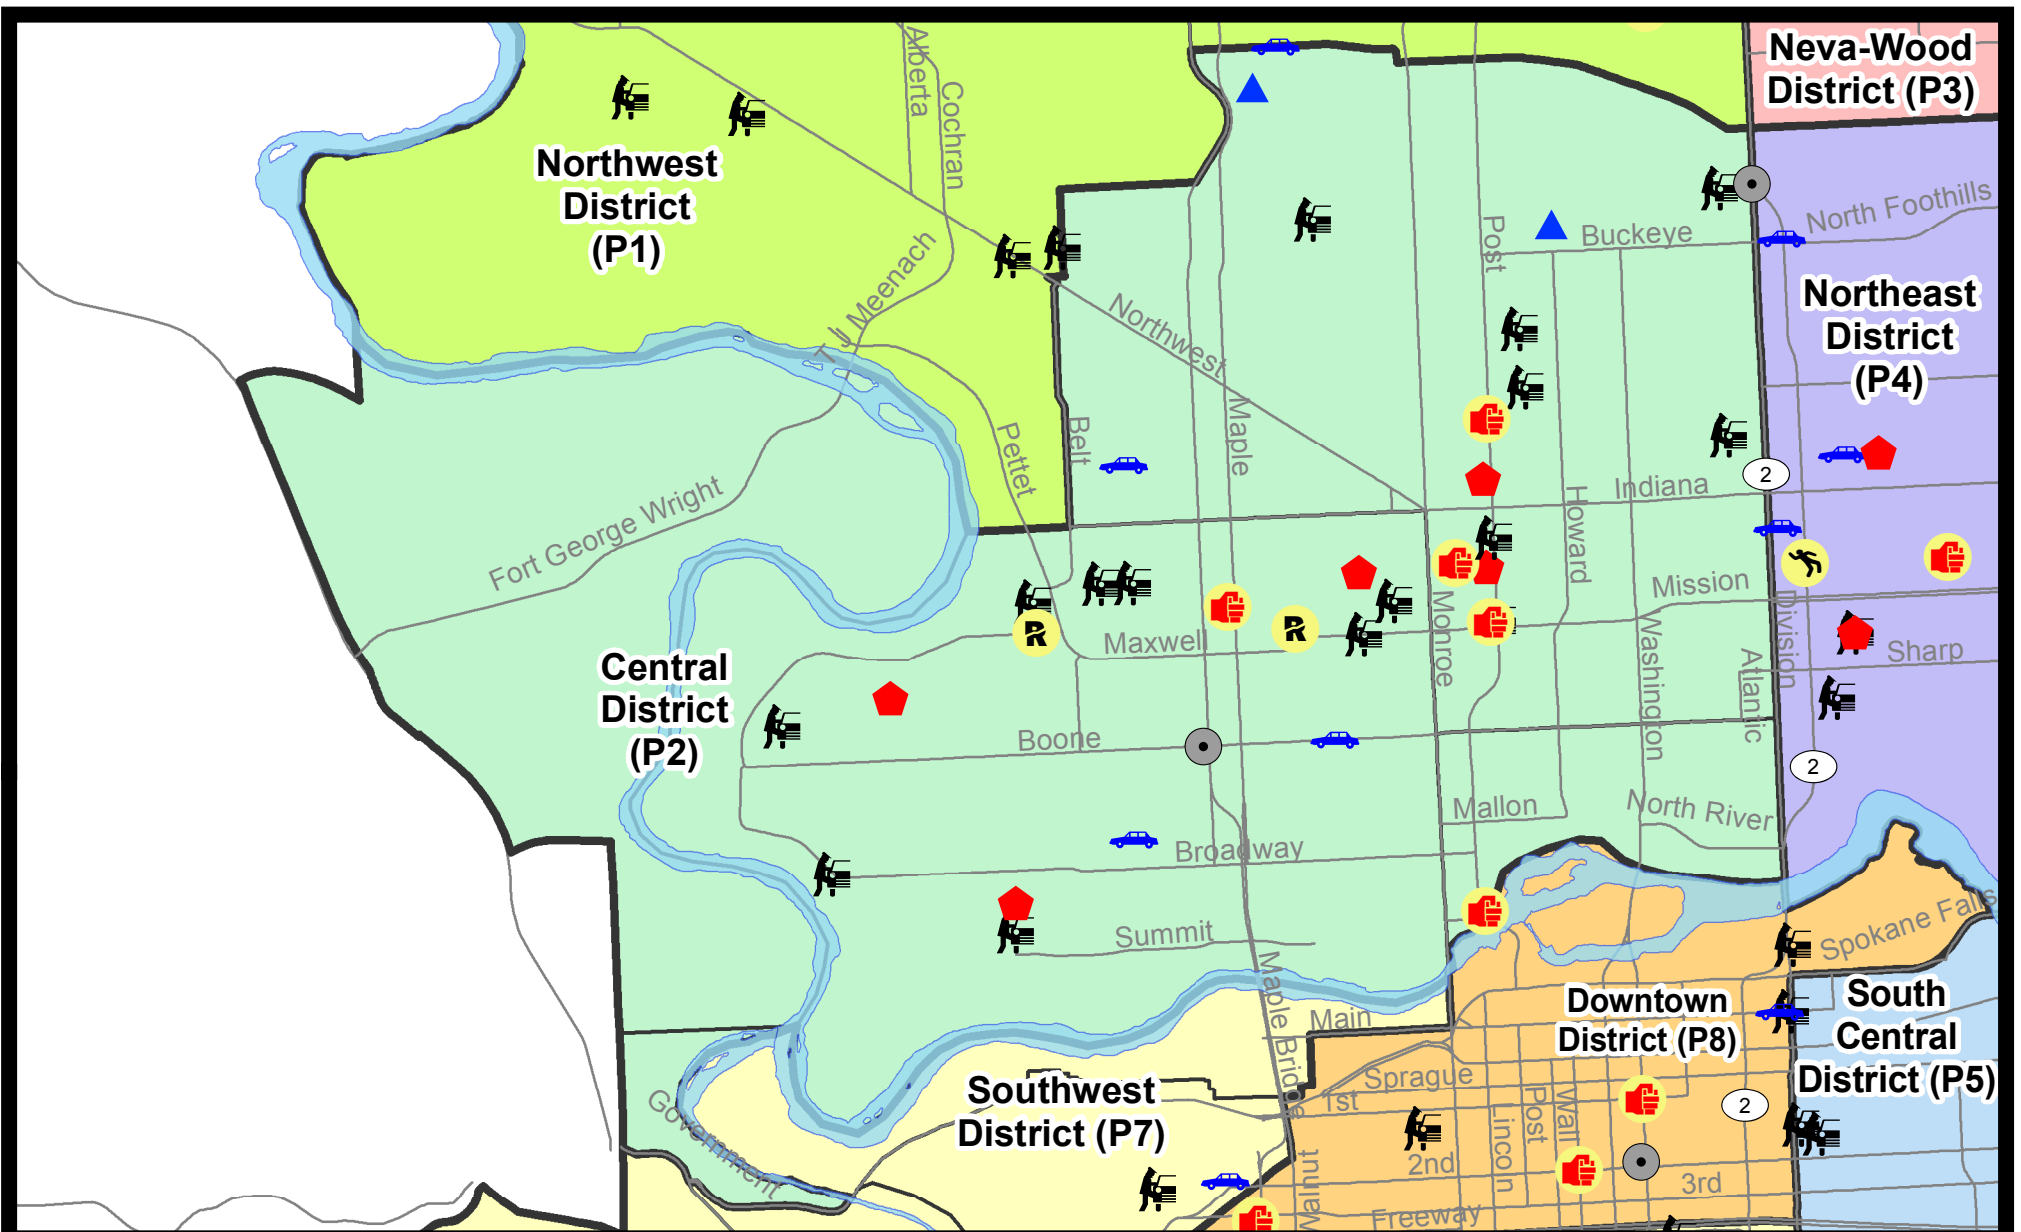 Neva-Wood
District (P3)
Alberta
Cochran
Northwest
District
(P1)
North Foothills
Post
Buckeye
T J Meenach
Northeast
District
(P4)
Northwest
Maple
Belt
Pettet
2
Indiana
Howard
Fort George Wright
Mission
Monroe
Division
Maxwell
R
R
Washington
Atlantic
Sharp
Central
District
(P2)
Boone
2
Mallon
North River
Broadway
Summit
Spokane Falls
Maple Bridge
Main
Downtown
District (P8)
South
Central
District (P5)
Southwest
District (P7)
Sprague
1st
Government
Lincoln
Post
Wall
2
Walnut
2nd
3rd
Freeway